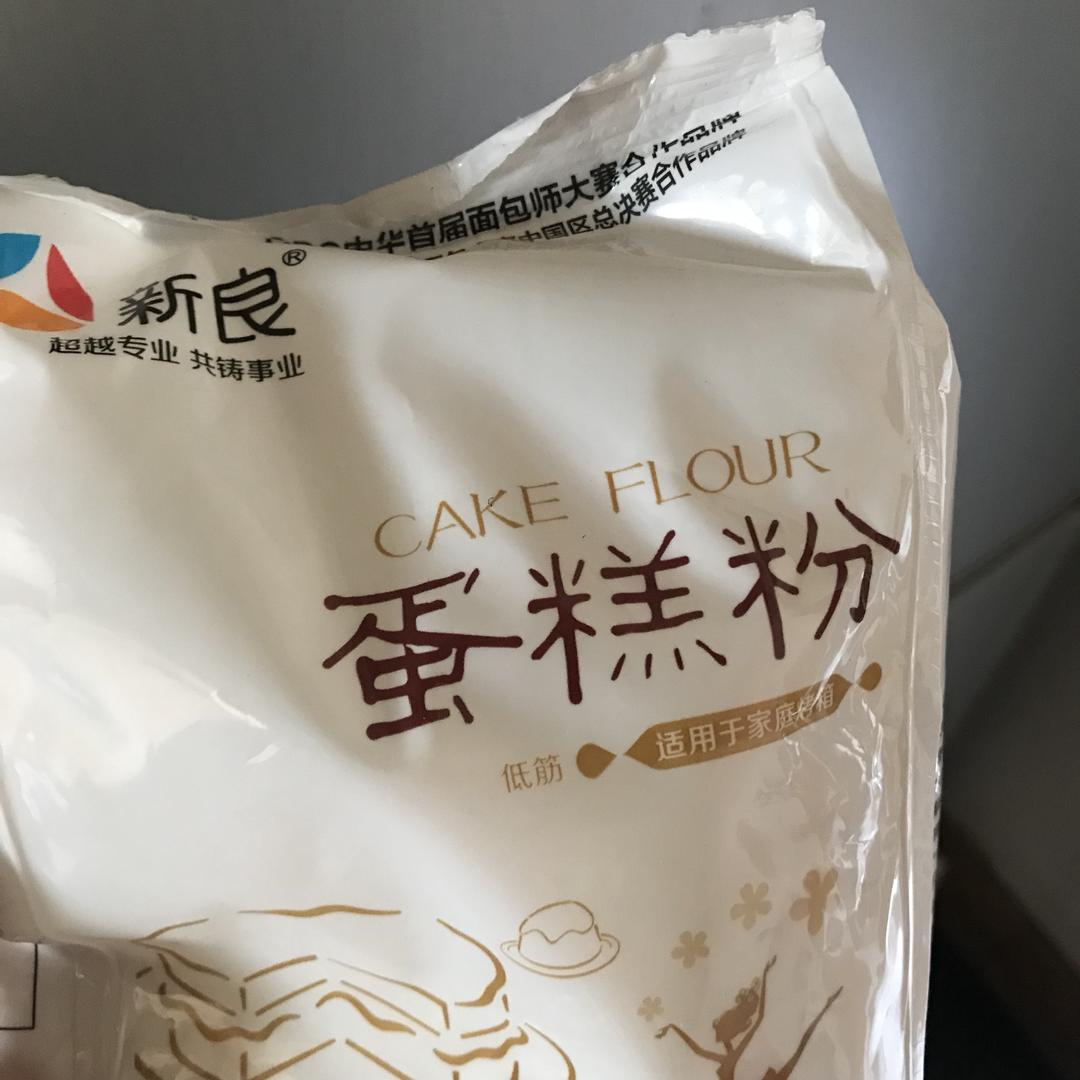 中华首届面包师大赛合作品牌
中国区总决赛合作品牌
新良®
超越专业 共铸事业
CAKE FLOUR
蛋糕粉
低筋 适用于家庭烤箱